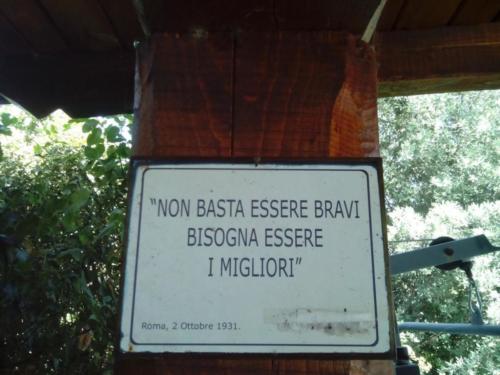 "NON BASTA ESSERE BRAVI
BISOGNA ESSERE
I MIGLIORI"
Roma, 2 Ottobre 1931.